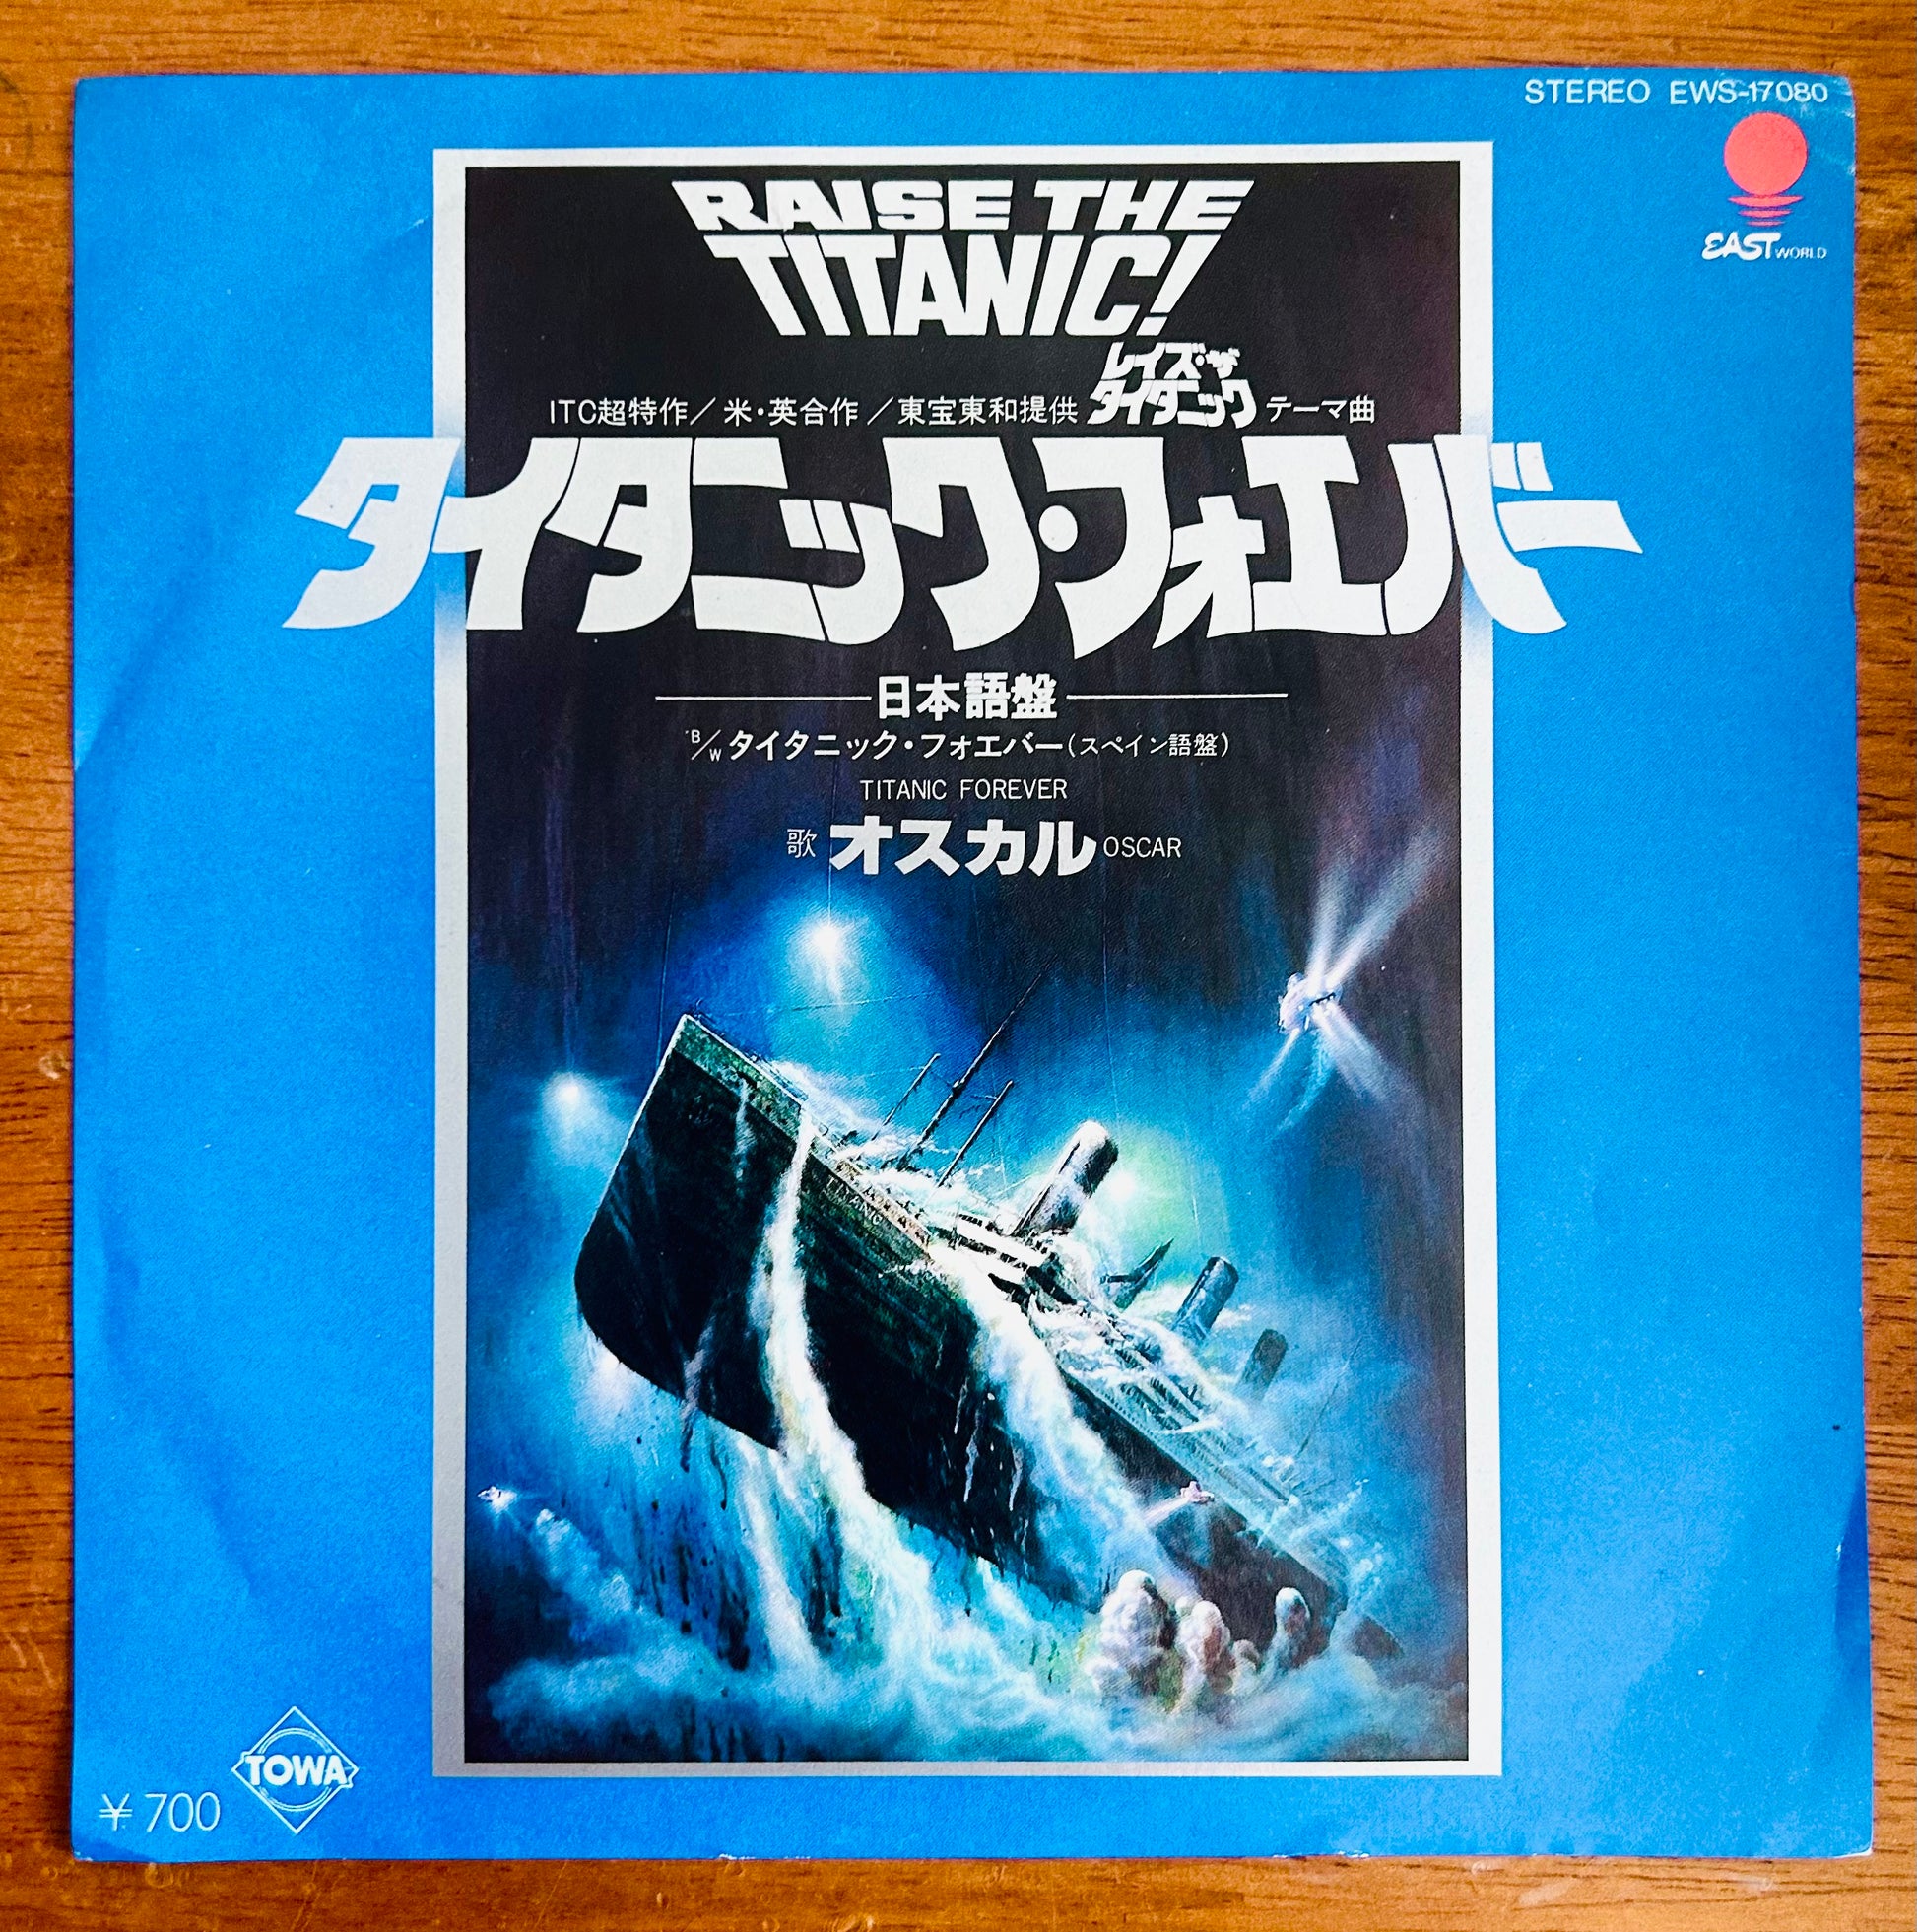 STEREO EWS-17080
EAST WORLD
RAISE THE
TITANIC!
ITC超特作／米・英合作／東宝東和提供 レイズ・ザ タイタニック テーマ曲
タイタニック・フォエバー
日本語盤
B/W タイタニック・フォエバー(スペイン語盤)
TITANIC FOREVER
歌 オスカル OSCAR
TITANIC
TOWA
¥700